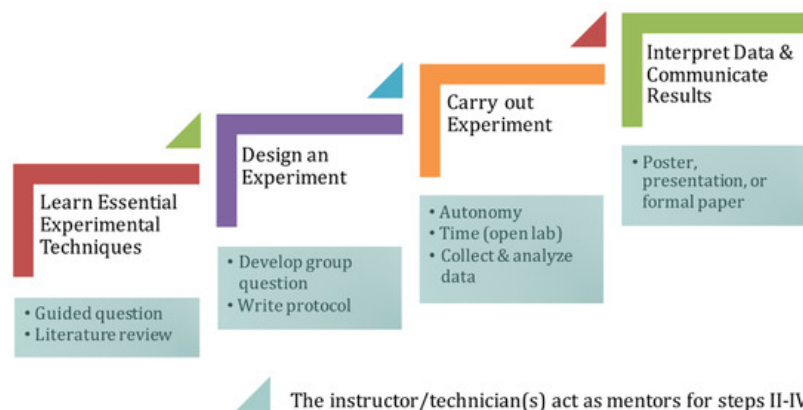 Learn Essential
Experimental
Techniques
• Guided question
• Literature review
Design an
Experiment
• Develop group
question
• Write protocol
Carry out
Experiment
• Autonomy
• Time (open lab)
• Collect & analyze
data
Interpret Data &
Communicate
Results
• Poster,
presentation, or
formal paper
The instructor/technician(s) act as mentors for steps II-IV